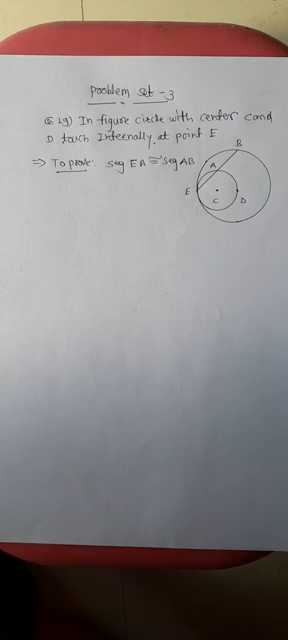 Problem set -3
Q 19) In figure circle with center c and
D touch Internally at point E
⇒ To prove: seg EA ≅ seg AB
B
A
E
C
D